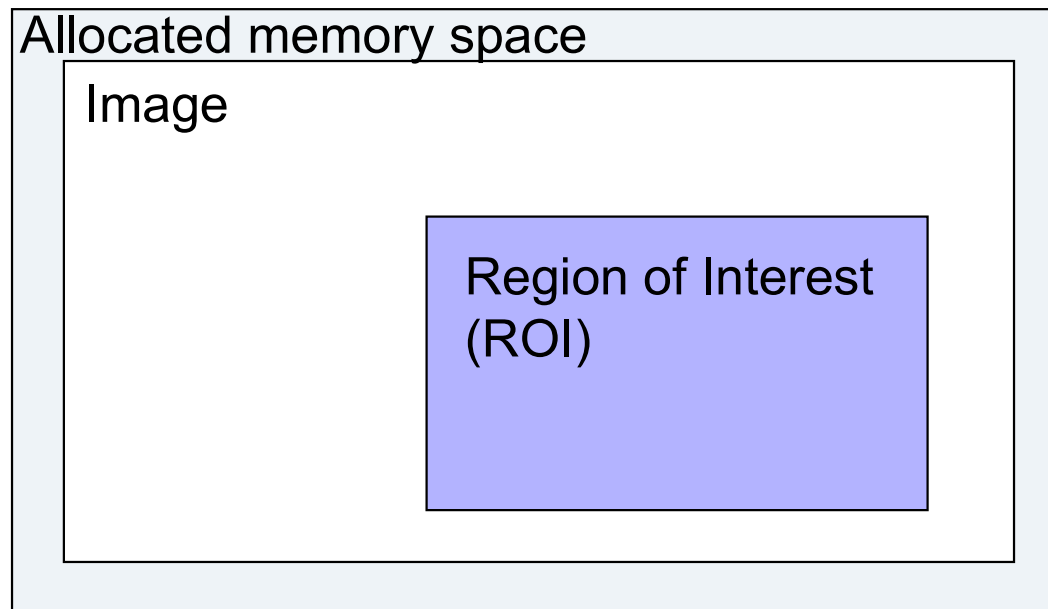 Allocated memory space
Image
Region of Interest
(ROI)